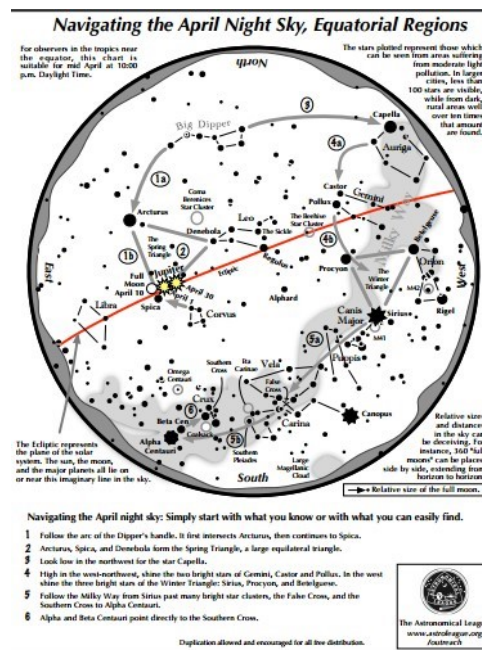 Navigating the April Night Sky, Equatorial Regions
For observers in the tropics near
the equator, this chart is
suitable for mid April at 10:00
p.m. Daylight Time.
The stars plotted represent those which
can be seen from areas suffering
from moderate light
pollution. In larger
cities, less than
100 stars are visible,
while from dark,
rural areas well
over ten times
that amount
are found.
North
Big Dipper
3
Capella
4a
Auriga
1a
Castor
Gemini
Pollux
Coma
Berenices
Star Cluster
Leo
The Sickle
The Beehive
Star Cluster
Milky Way
Betelguese
Arcturus
Denebola
4b
Regulus
The
Spring
Triangle
2
1b
East
Jupiter
Ecliptic
Procyon
Orion
The
Winter
Triangle
M42
West
Full
Moon
April 10
April 30
April 1
Spica
Libra
Corvus
Alphard
Canis
Major
Sirius
Rigel
M41
5a
Puppis
Omega
Centauri
Southern
Cross
Eta
Carinae
Vela
False
Cross
Crux
6
Beta Cen
Coalsack
5b
Carina
Canopus
Alpha
Centauri
Southern
Pleiades
Large
Magellanic
Cloud
South
The Ecliptic represents
the plane of the solar
system. The sun, the moon,
and the major planets all lie on
or near this imaginary line in the sky.
Relative size
and distance
in the sky can
be deceiving. For
instance, 360 "full
moons" can be placed
side by side, extending from
horizon to horizon.
Relative size of the full moon.
Navigating the April night sky: Simply start with what you know or with what you can easily find.
1 Follow the arc of the Dipper's handle. It first intersects Arcturus, then continues to Spica.
2 Arcturus, Spica, and Denebola form the Spring Triangle, a large equilateral triangle.
3 Look low in the northwest for the star Capella.
4 High in the west-northwest, shine the two bright stars of Gemini, Castor and Pollux. In the west
shine the three bright stars of the Winter Triangle: Sirius, Procyon, and Betelguese.
5 Follow the Milky Way from Sirius past many bright star clusters, the False Cross, and the
Southern Cross to Alpha Centauri.
6 Alpha and Beta Centauri point directly to the Southern Cross.
The Astronomical League
www.astroleague.org
/outreach
Duplication allowed and encouraged for all free distribution.